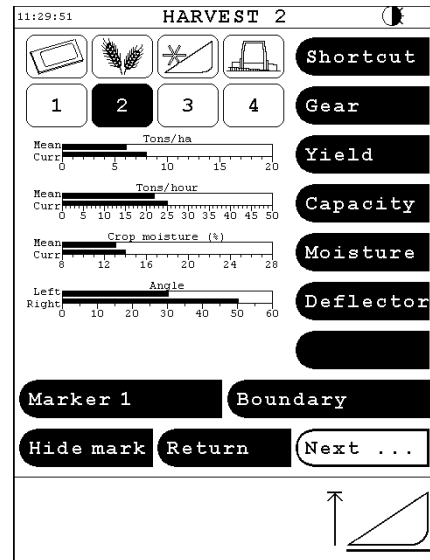 11:29:51 HARVEST 2
Shortcut
1 2 3 4 Gear
Tons/ha
Mean
Curr
0 5 10 15 20
Yield
Tons/hour
Mean
Curr
0 5 10 15 20 25 30 35 40 45 50
Capacity
Crop moisture (%)
Mean
Curr
8 12 16 20 24 28
Moisture
Angle
Left
Right
0 10 20 30 40 50 60
Deflector
Marker 1 Boundary
Hide mark Return Next ...